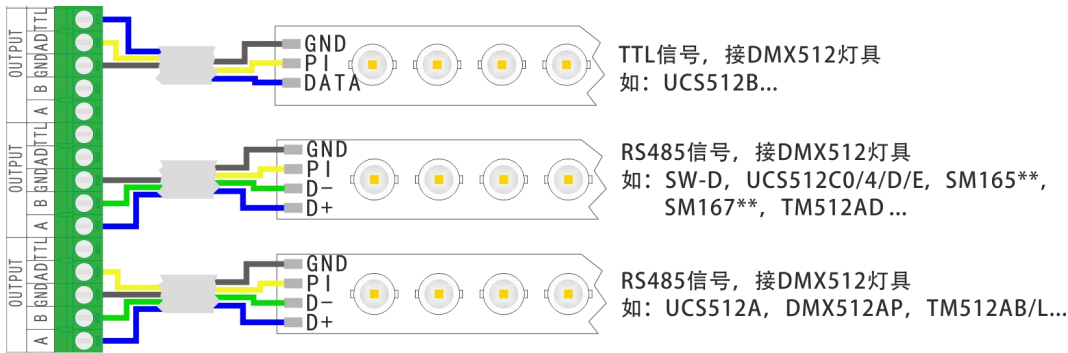 OUTPUT
TTL
AD
GND
B
A
GND
PI
DATA
TTL信号，接DMX512灯具
如：UCS512B...
OUTPUT
TTL
AD
GND
B
A
GND
PI
D-
D+
RS485信号，接DMX512灯具
如：SW-D，UCS512C0/4/D/E，SM165**，
SM167**，TM512AD...
OUTPUT
TTL
AD
GND
B
A
GND
PI
D-
D+
RS485信号，接DMX512灯具
如：UCS512A，DMX512AP，TM512AB/L...